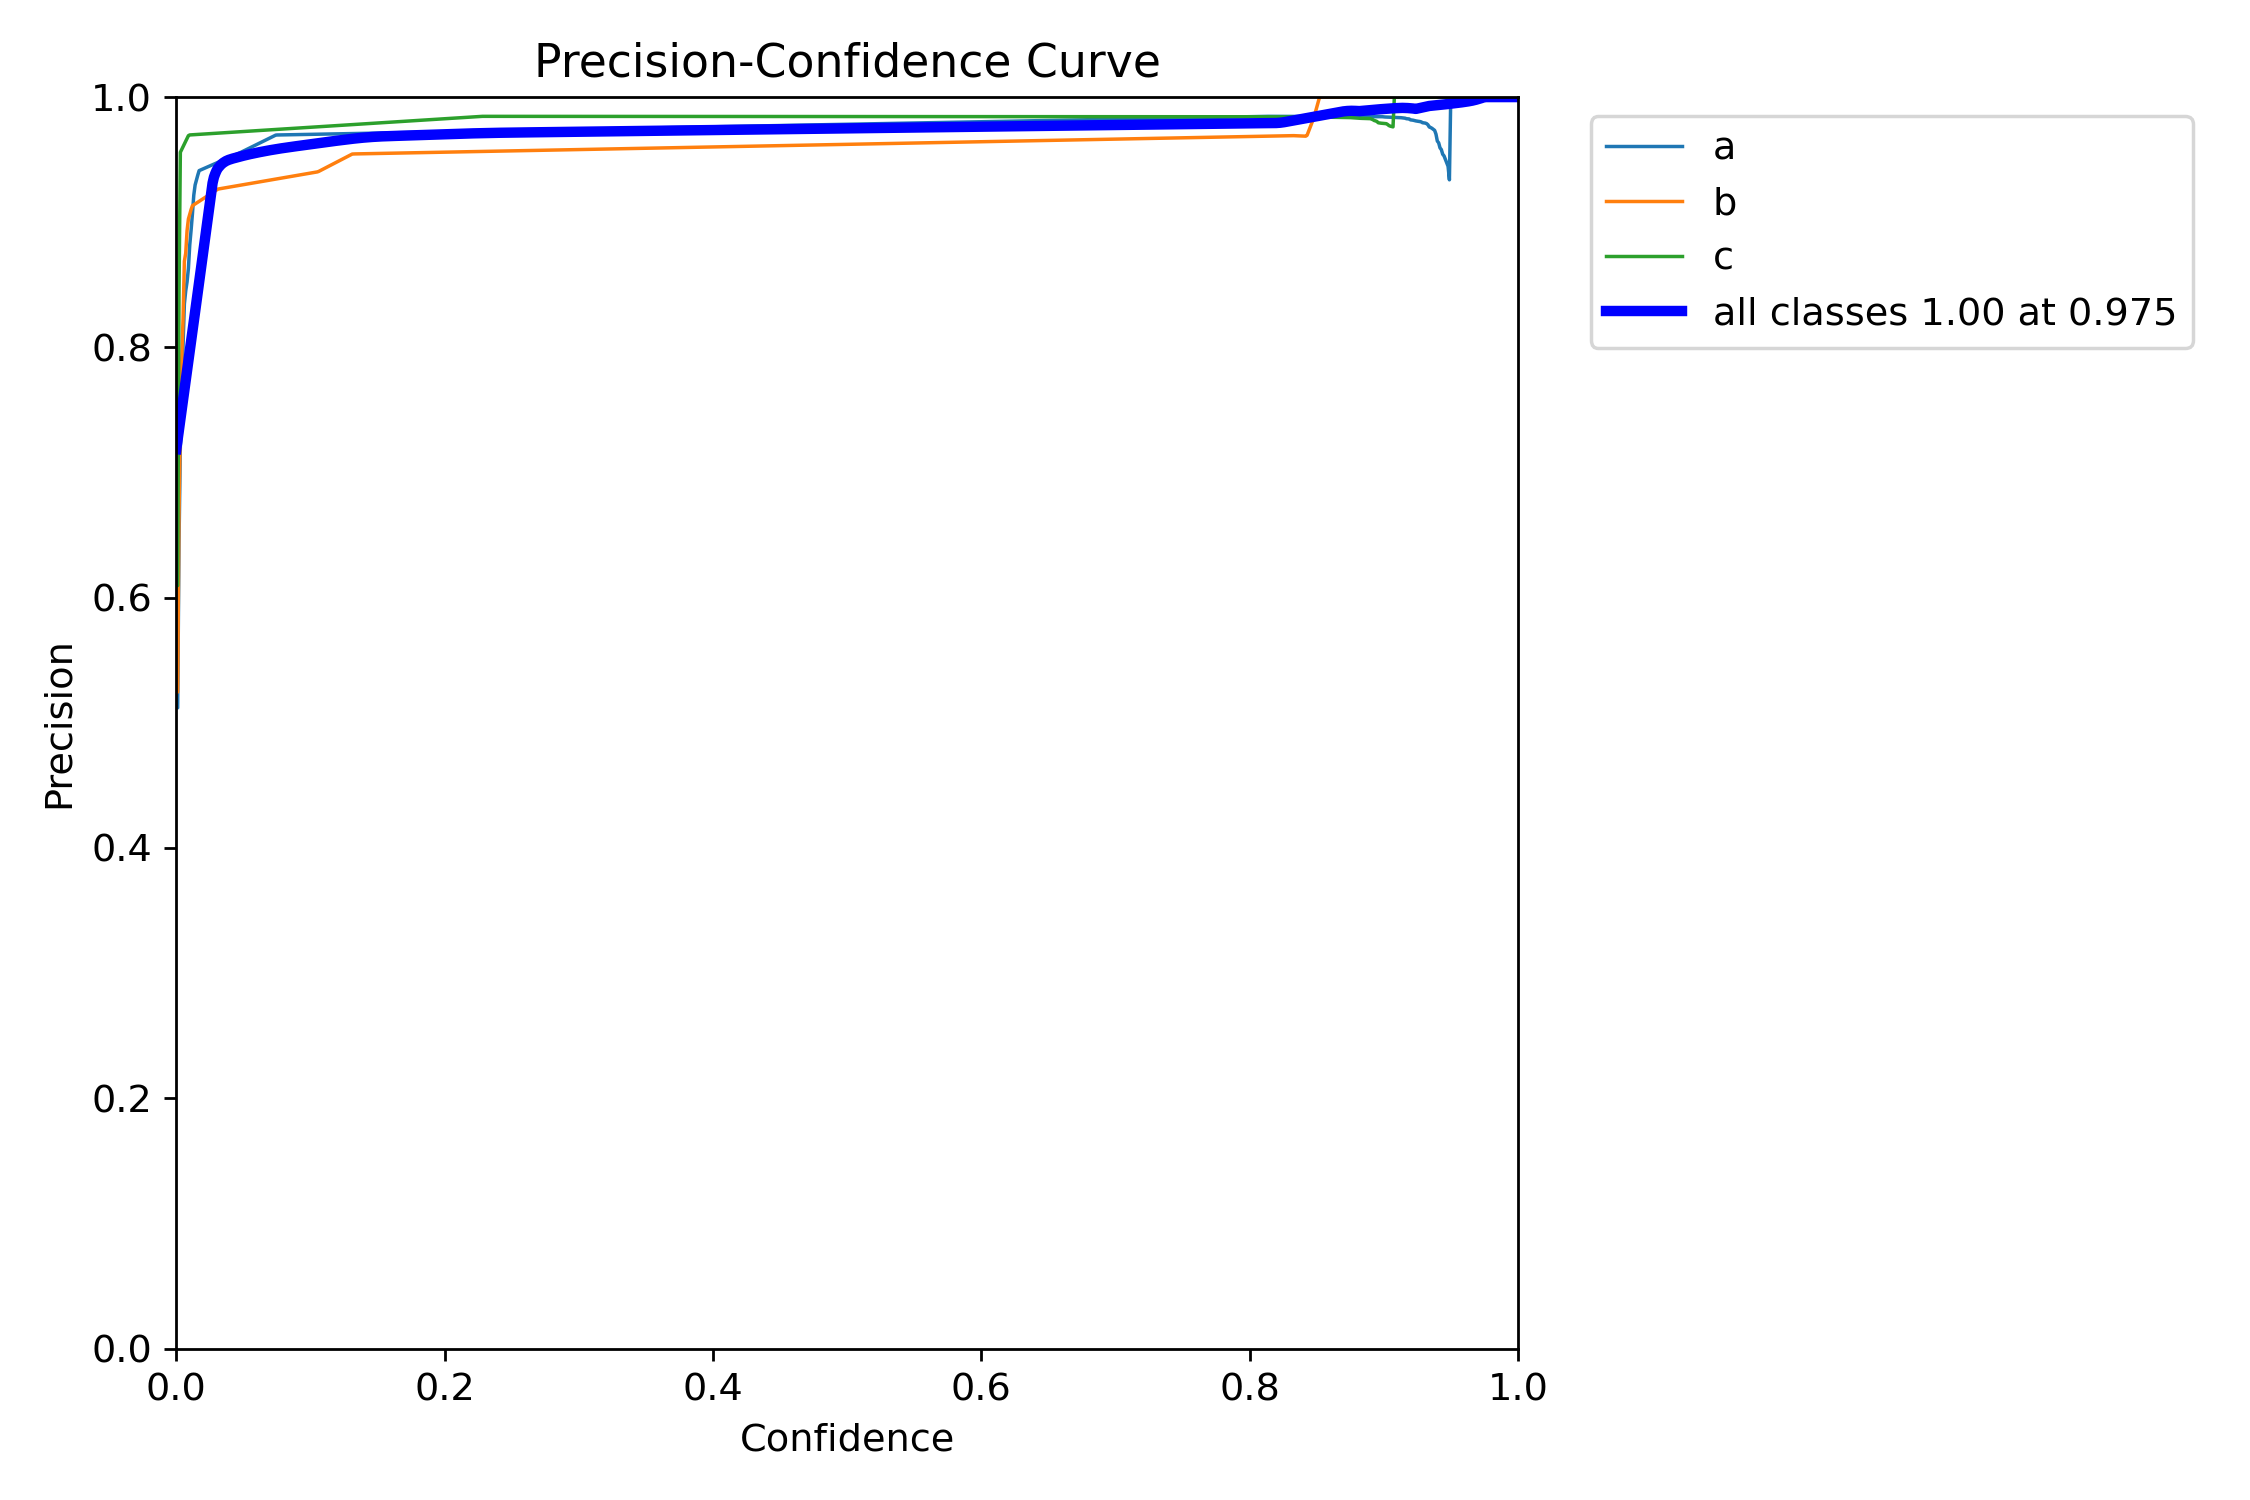 Precision-Confidence Curve
1.0
0.8
0.6
0.4
0.2
0.0
Precision
0.0 0.2 0.4 0.6 0.8 1.0
Confidence
a
b
c
all classes 1.00 at 0.975